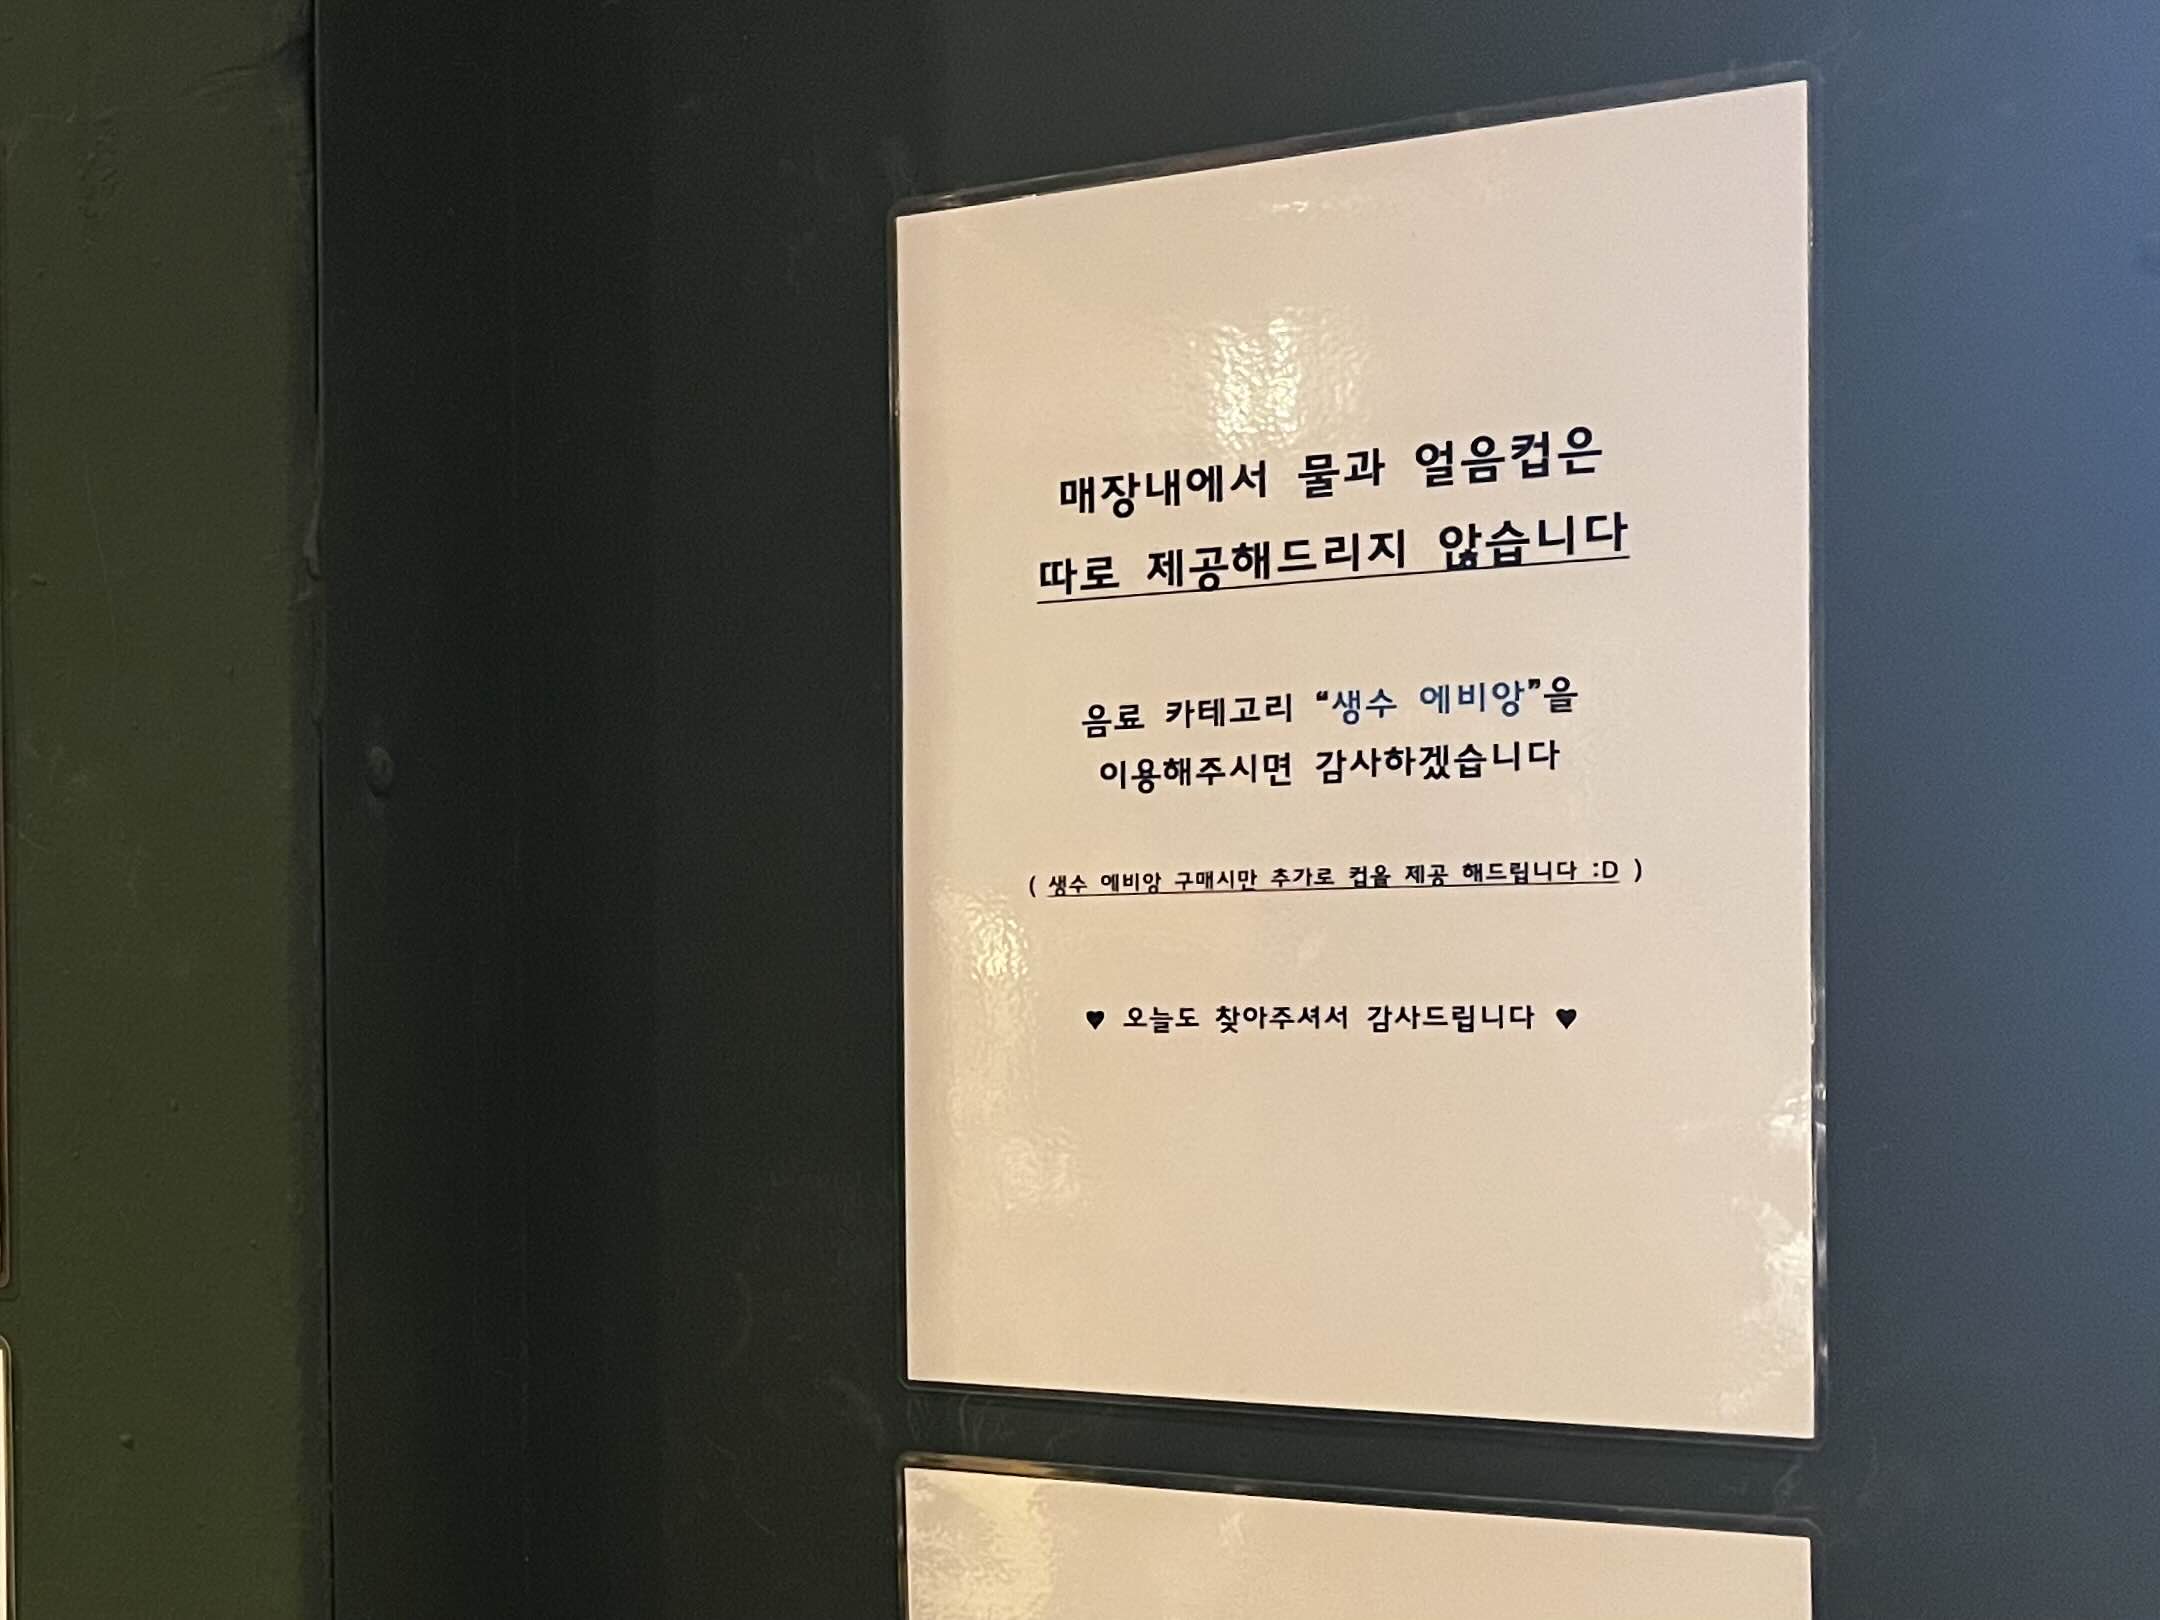 매장내에서 물과 얼음컵은
따로 제공해드리지 않습니다
음료 카테고리 “생수 에비앙”을
이용해주시면 감사하겠습니다
( 생수 에비앙 구매시만 추가로 컵을 제공 해드립니다 :D )
♥ 오늘도 찾아주셔서 감사드립니다 ♥